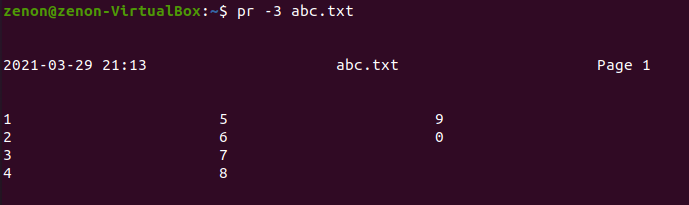 zenon@zenon-VirtualBox:~$ pr -3 abc.txt
2021-03-29 21:13 abc.txt Page 1
1 5 9
2 6 0
3 7
4 8